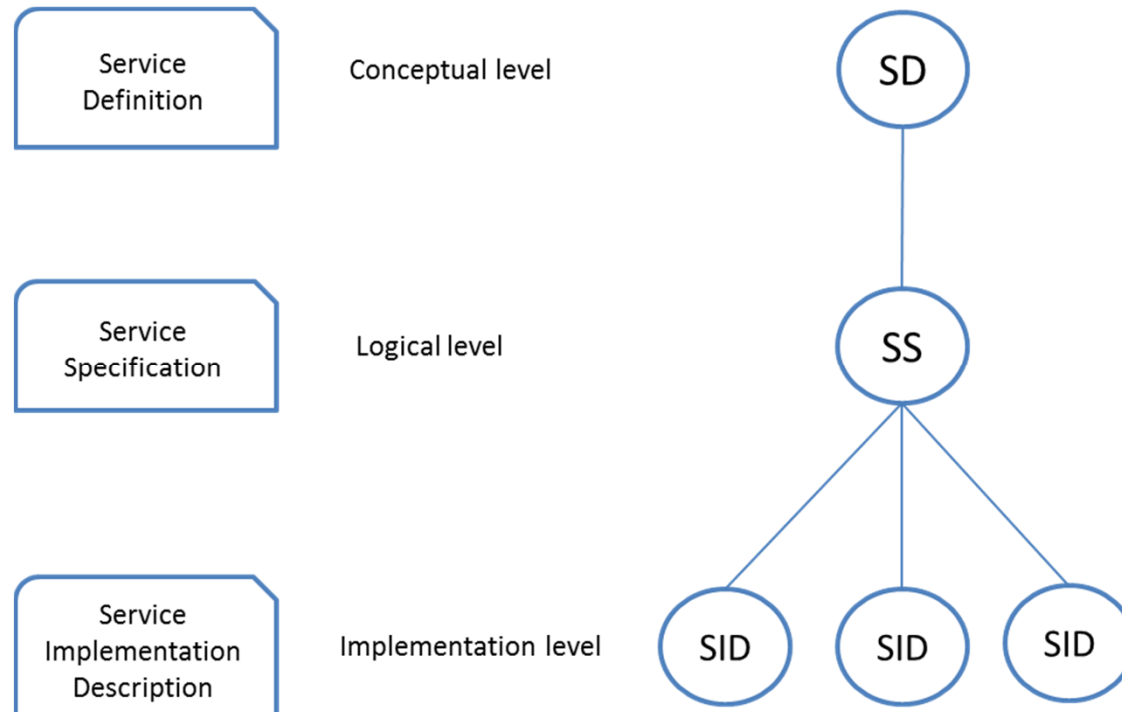 Service
Definition
Conceptual level
SD
Service
Specification
Logical level
SS
Service
Implementation
Description
Implementation level
SID
SID
SID